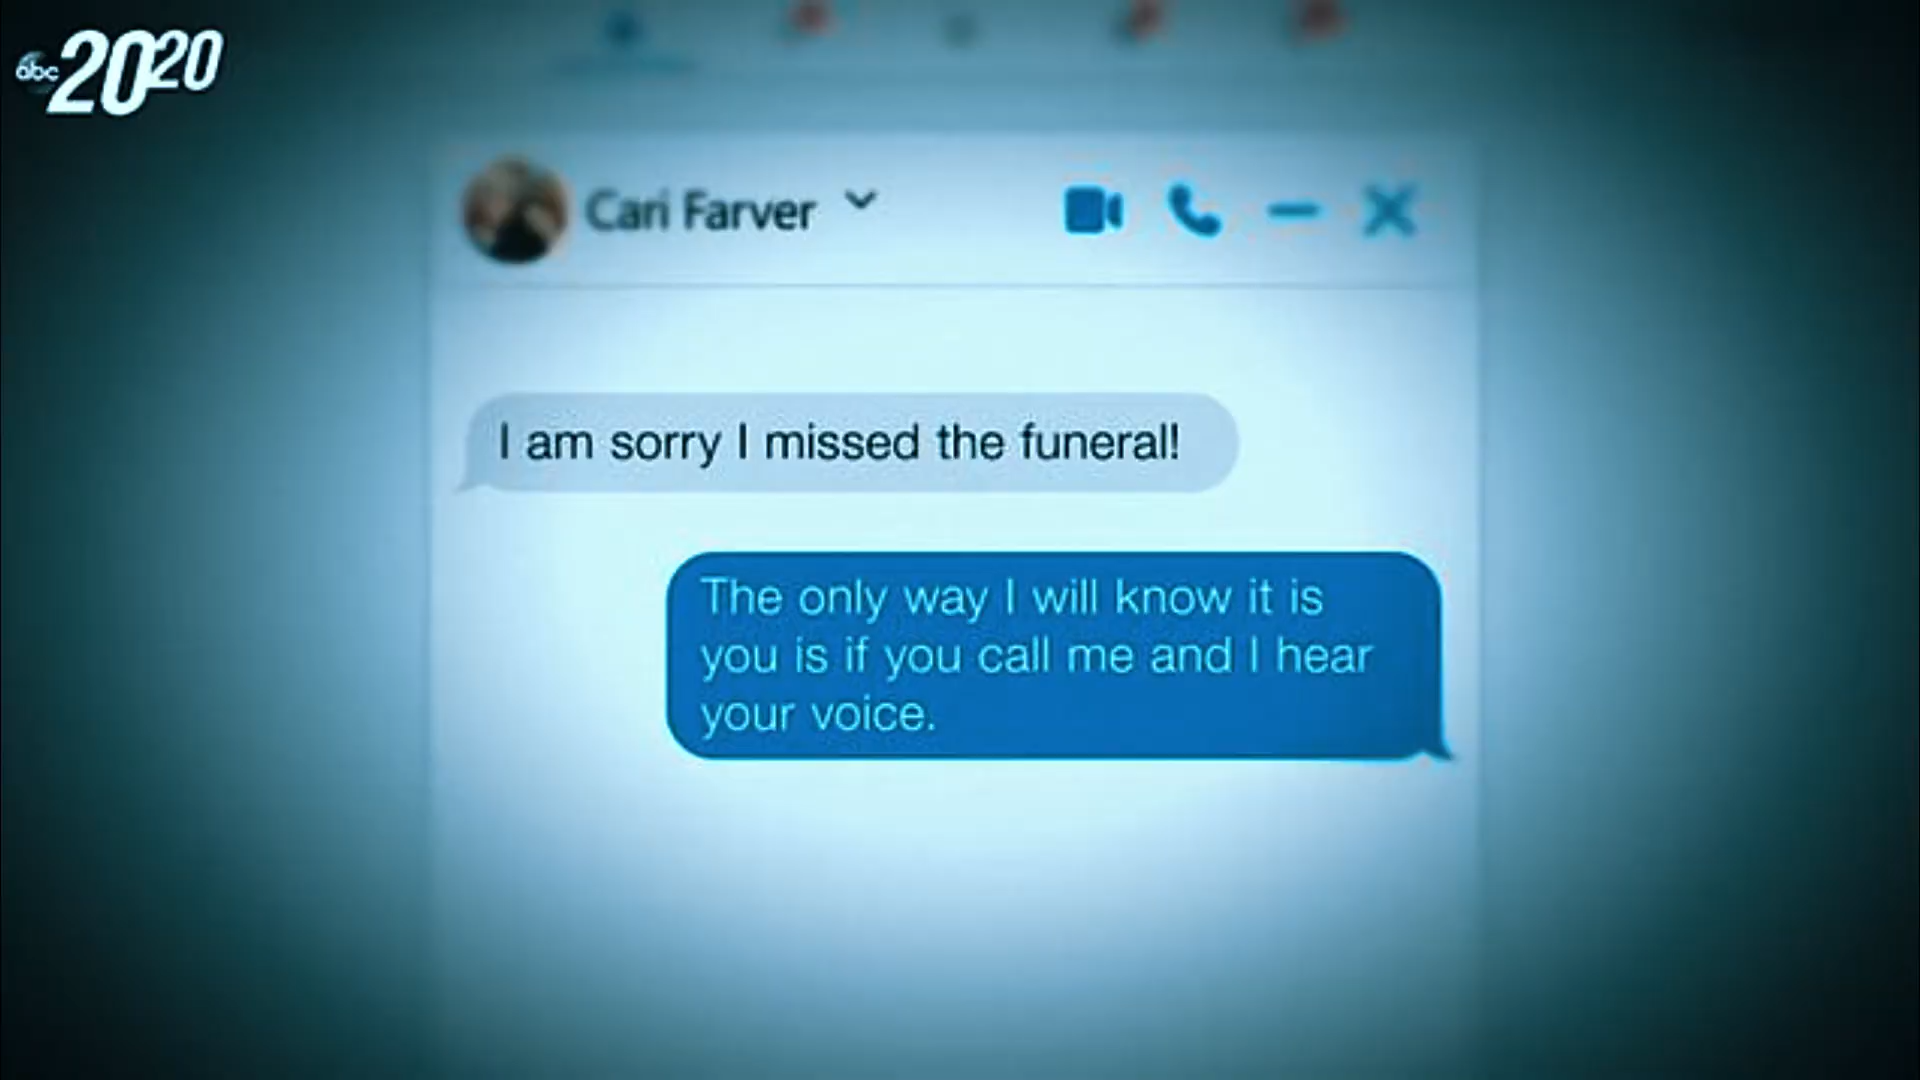 abc 2020
Cari Farver
I am sorry I missed the funeral!
The only way I will know it is
you is if you call me and I hear
your voice.